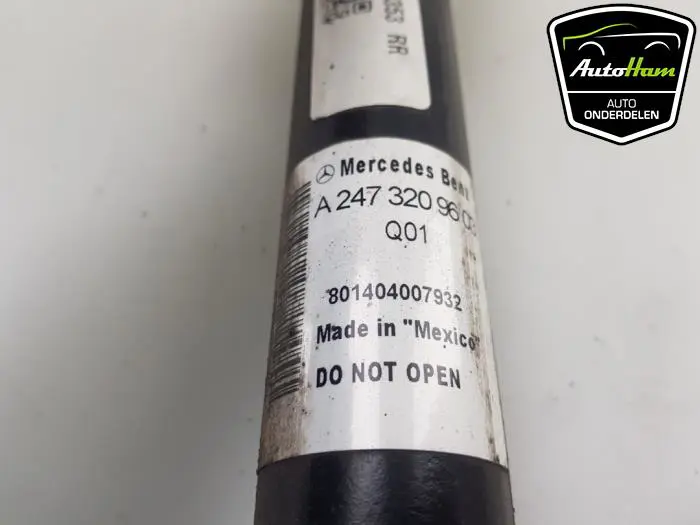 AutoHam
AUTO
ONDERDELEN
RR
Mercedes Benz
A 247 320 96
Q01
801404007932
Made in "Mexico"
DO NOT OPEN